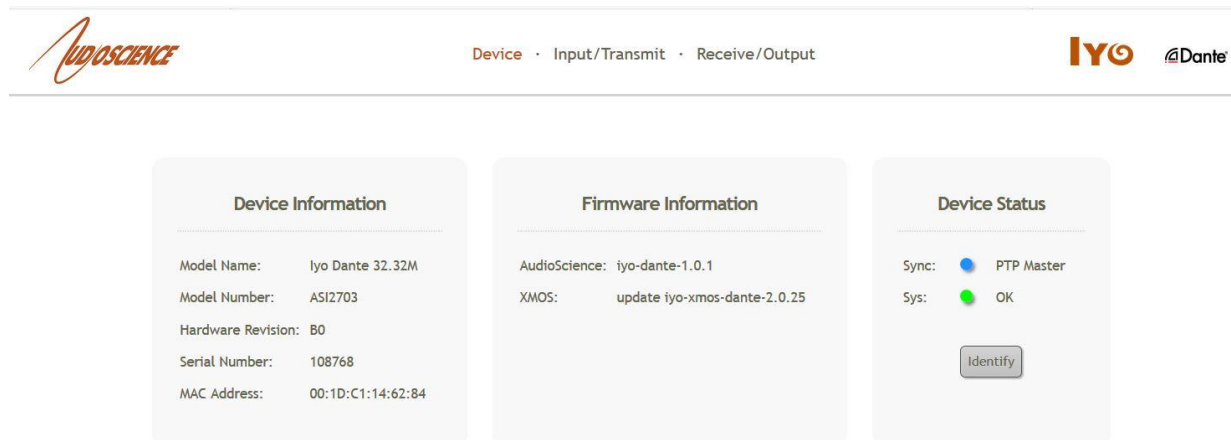 AUDIOSCIENCE
Device · Input/Transmit · Receive/Output
Iyo
Dante
Device Information
Model Name: Iyo Dante 32.32M
Model Number: ASI2703
Hardware Revision: B0
Serial Number: 108768
MAC Address: 00:1D:C1:14:62:84
Firmware Information
AudioScience: iyo-dante-1.0.1
XMOS: update iyo-xmos-dante-2.0.25
Device Status
Sync: PTP Master
Sys: OK
Identify